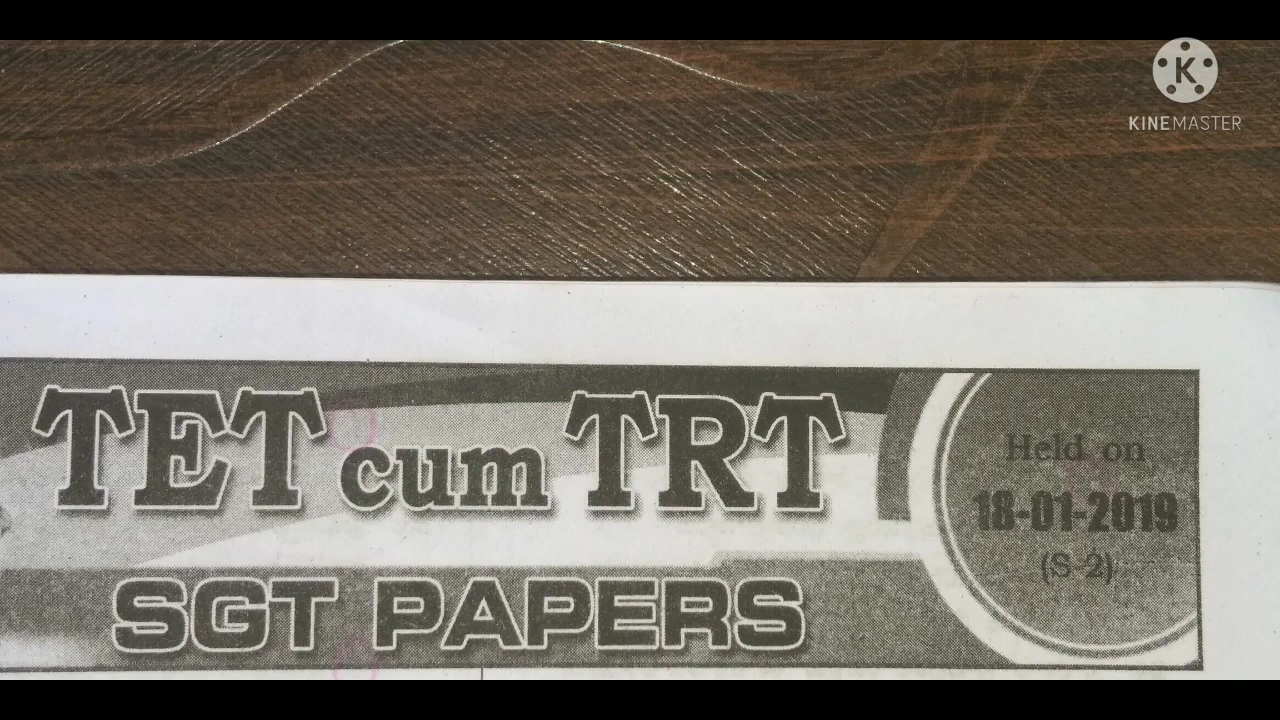 K
KINEMASTER
TET cum TRT
Held on
18-01-2019
(S-2)
SGT PAPERS